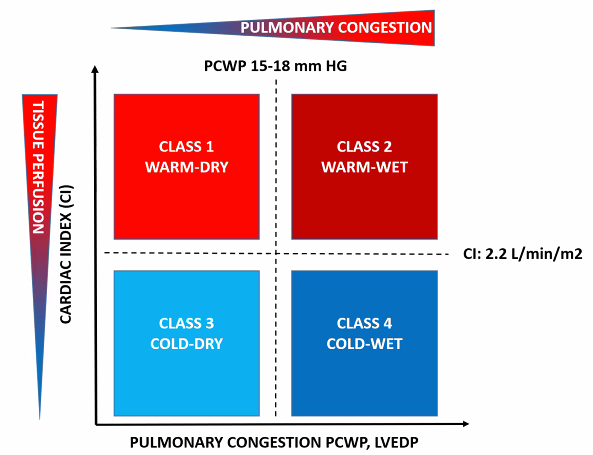 PULMONARY CONGESTION
PCWP 15-18 mm HG
TISSUE PERFUSION
CARDIAC INDEX (CI)
CLASS 1
WARM-DRY
CLASS 2
WARM-WET
CI: 2.2 L/min/m2
CLASS 3
COLD-DRY
CLASS 4
COLD-WET
PULMONARY CONGESTION PCWP, LVEDP